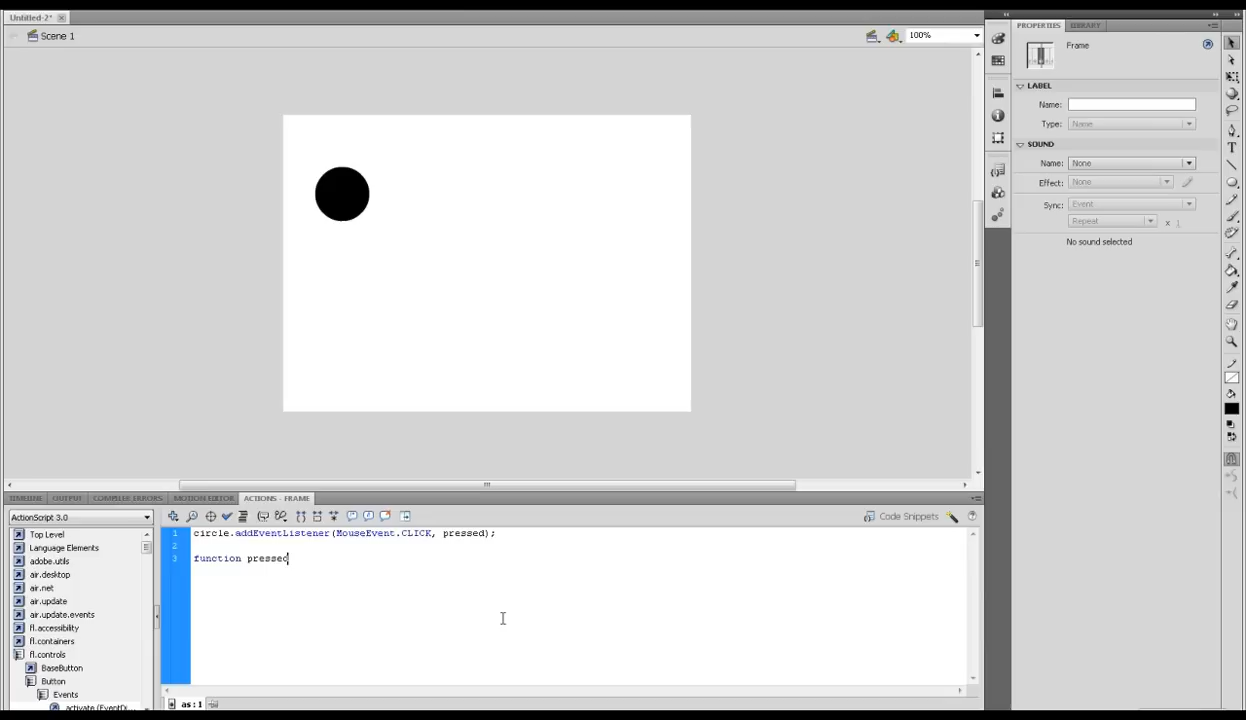 Untitled-2*
Scene 1
100%
PROPERTIES
LIBRARY
Frame
LABEL
Name:
Type: Name
SOUND
Name: None
Effect: None
Sync: Event
Repeat x 1
No sound selected
TIMELINE
OUTPUT
COMPILER ERRORS
MOTION EDITOR
ACTIONS - FRAME
ActionScript 3.0
Code Snippets
Top Level
Language Elements
adobe.utils
air.desktop
air.net
air.update
air.update.events
fl.accessibility
fl.containers
fl.controls
BaseButton
Button
Events
activate (EventDi...
1 circle.addEventListener(MouseEvent.CLICK, pressed);
2
3 function pressed
as : 1